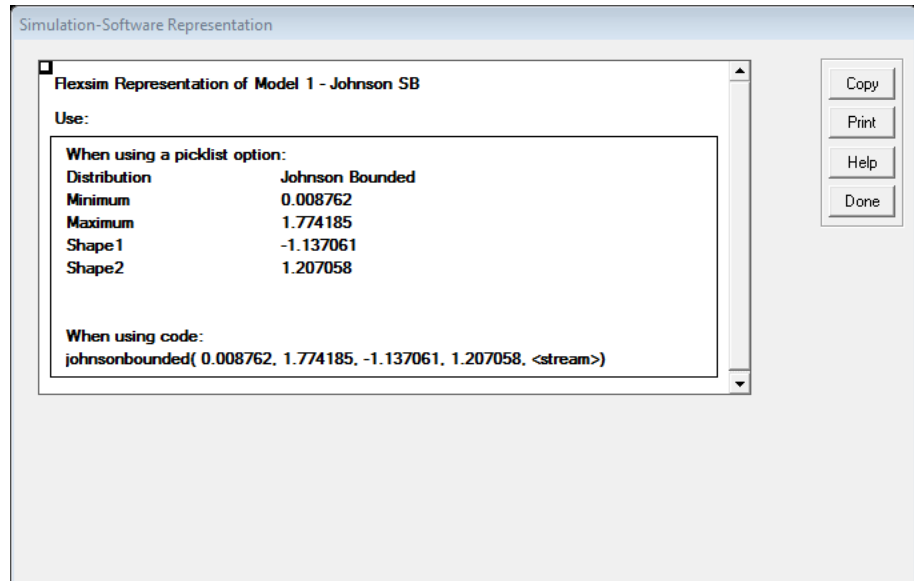 Simulation-Software Representation
Flexsim Representation of Model 1 - Johnson SB
Use:
When using a picklist option:
Distribution Johnson Bounded
Minimum 0.008762
Maximum 1.774185
Shape1 -1.137061
Shape2 1.207058
When using code:
johnsonbounded( 0.008762, 1.774185, -1.137061, 1.207058, <stream>)
Copy
Print
Help
Done